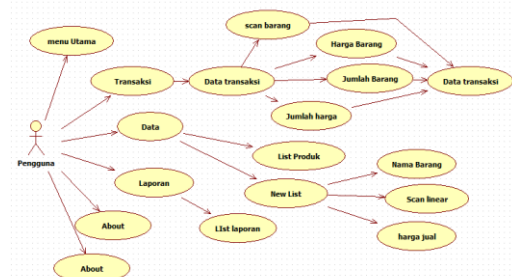 scan barang
menu Utama
Harga Barang
Transaksi
Data transaksi
Jumlah Barang
Data transaksi
Jumlah harga
Data
Pengguna
List Produk
Nama Barang
Laporan
New List
Scan linear
About
LIst laporan
harga jual
About